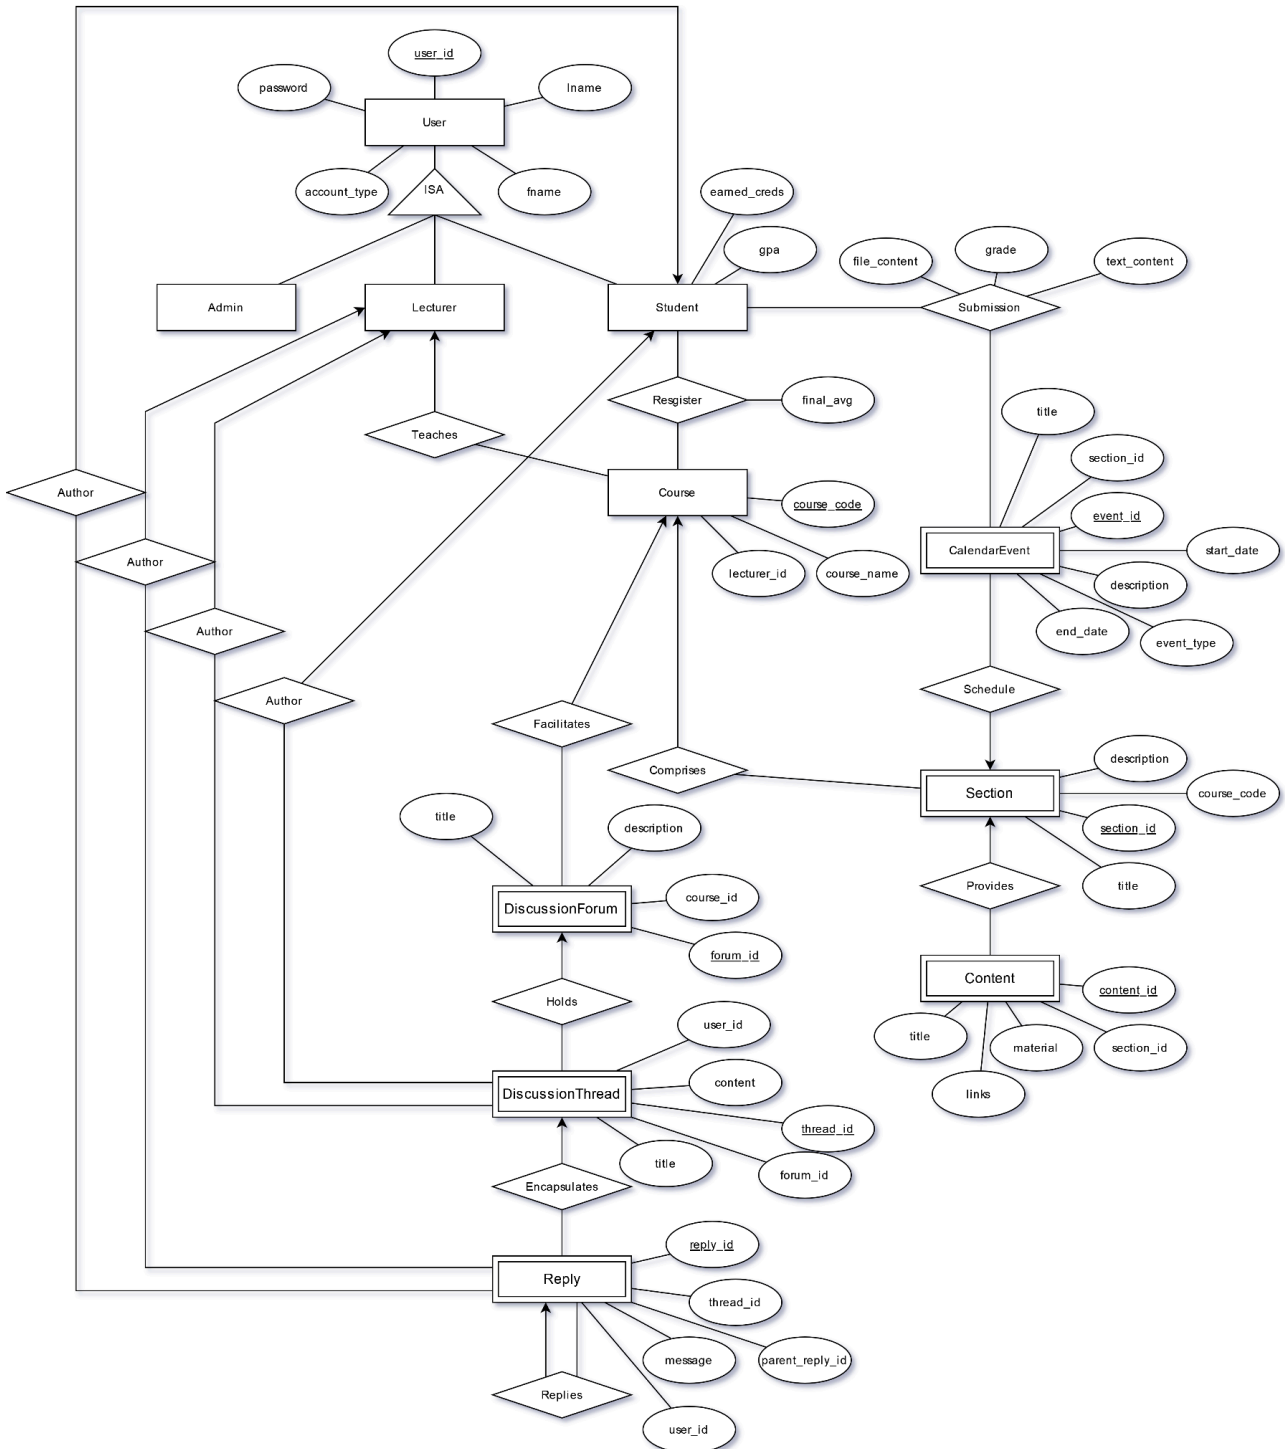 user_id
password
lname
User
account_type
ISA
fname
earned_creds
gpa
file_content
grade
text_content
Admin
Lecturer
Student
Submission
Resgister
final_avg
title
Teaches
section_id
Author
Course
course_code
event_id
CalendarEvent
start_date
Author
lecturer_id
course_name
description
Author
end_date
event_type
Author
Schedule
Facilitates
Comprises
description
Section
course_code
title
description
section_id
Provides
title
DiscussionForum
course_id
forum_id
Content
content_id
Holds
user_id
title
material
section_id
content
links
DiscussionThread
thread_id
title
forum_id
Encapsulates
reply_id
Reply
thread_id
message
parent_reply_id
Replies
user_id